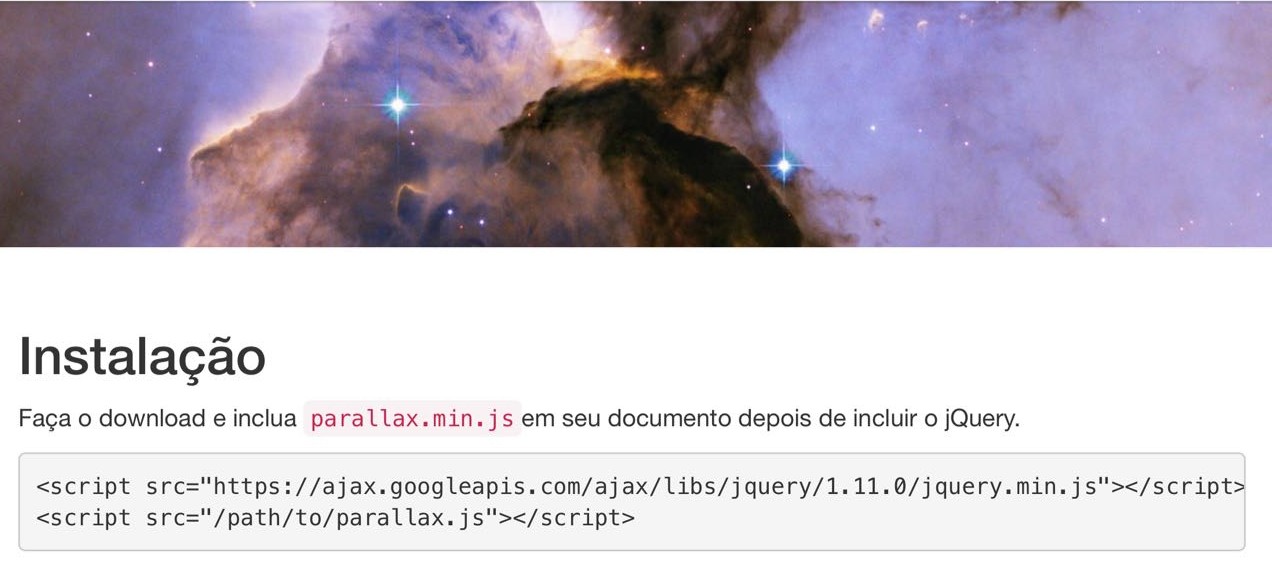 Instalação
Faça o download e inclua parallax.min.js em seu documento depois de incluir o jQuery.
<script src="https://ajax.googleapis.com/ajax/libs/jquery/1.11.0/jquery.min.js"></script>
<script src="/path/to/parallax.js"></script>